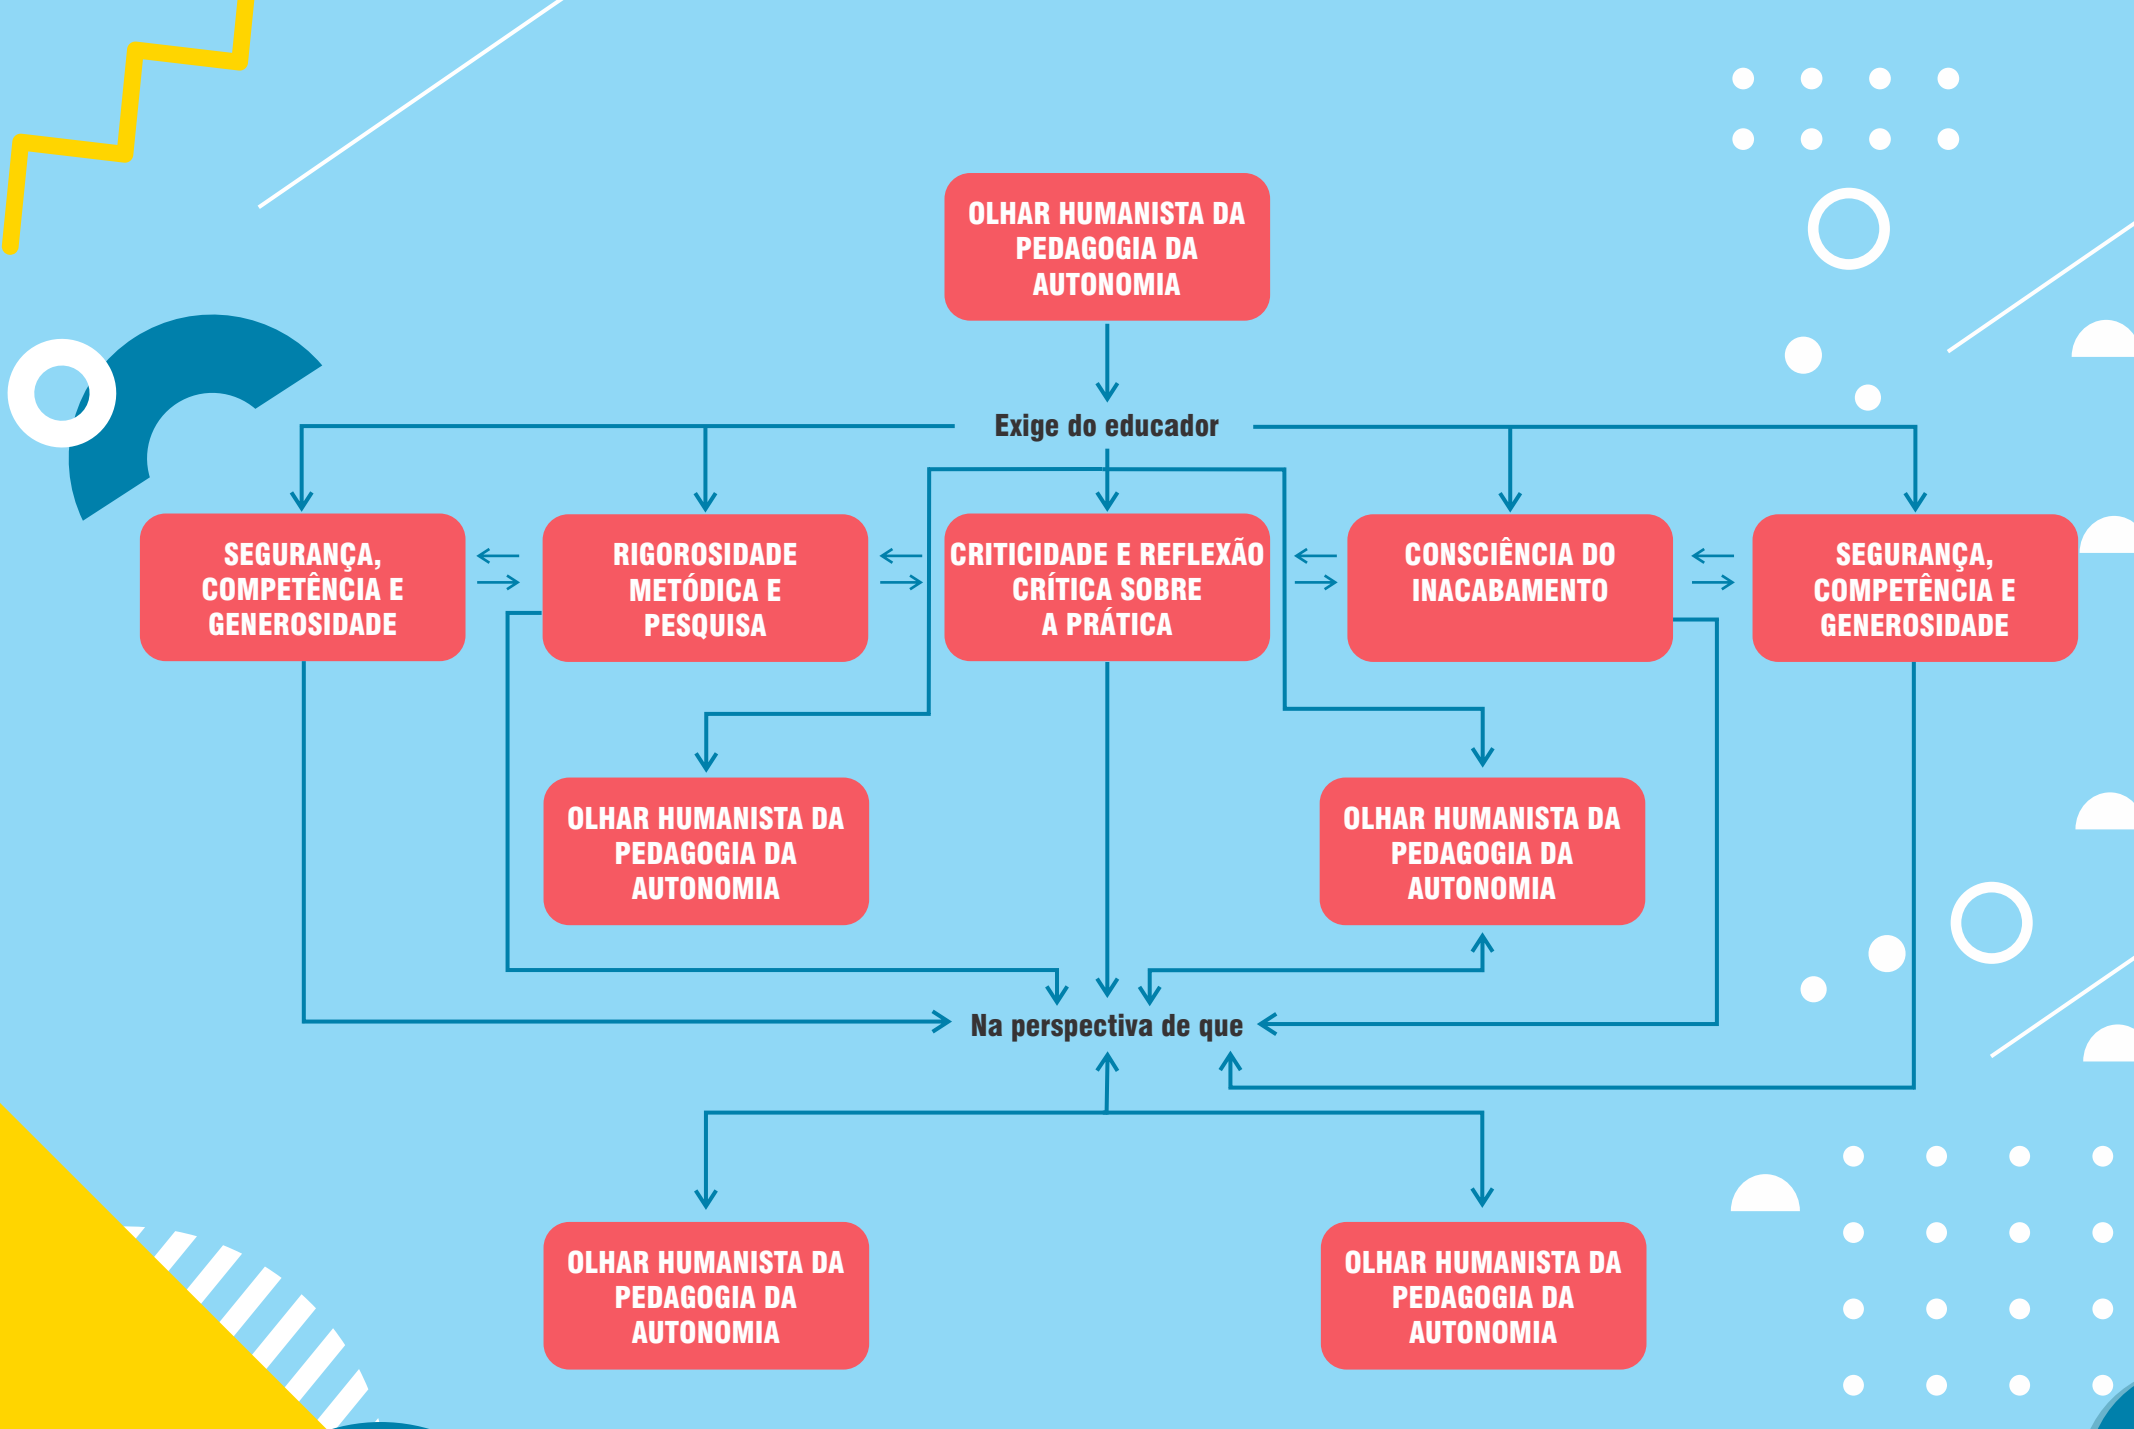 OLHAR HUMANISTA DA
PEDAGOGIA DA
AUTONOMIA
Exige do educador
SEGURANÇA,
COMPETÊNCIA E
GENEROSIDADE
RIGOROSIDADE
METÓDICA E
PESQUISA
CRITICIDADE E REFLEXÃO
CRÍTICA SOBRE
A PRÁTICA
CONSCIÊNCIA DO
INACABAMENTO
SEGURANÇA,
COMPETÊNCIA E
GENEROSIDADE
OLHAR HUMANISTA DA
PEDAGOGIA DA
AUTONOMIA
OLHAR HUMANISTA DA
PEDAGOGIA DA
AUTONOMIA
Na perspectiva de que
OLHAR HUMANISTA DA
PEDAGOGIA DA
AUTONOMIA
OLHAR HUMANISTA DA
PEDAGOGIA DA
AUTONOMIA